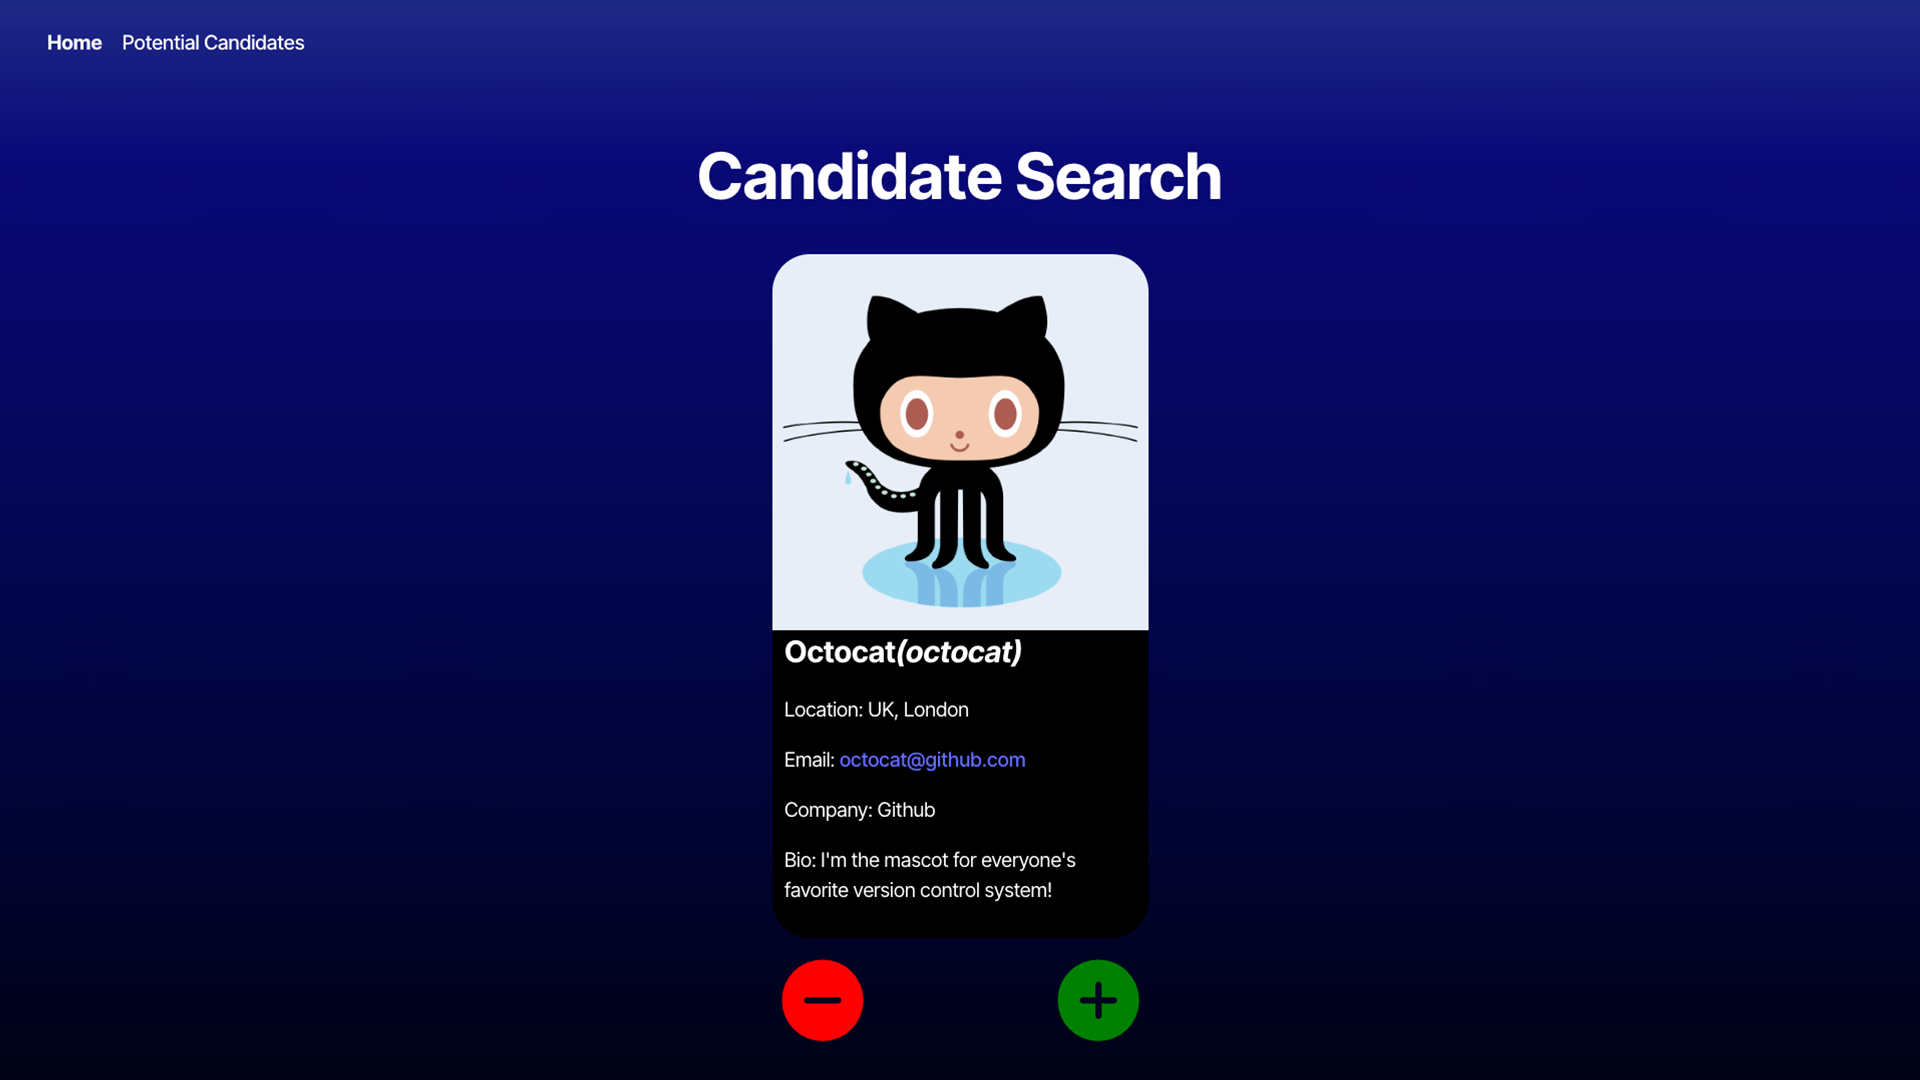 Home Potential Candidates
Candidate Search
Octocat(octocat)
Location: UK, London
Email: octocat@github.com
Company: Github
Bio: I'm the mascot for everyone's
favorite version control system!